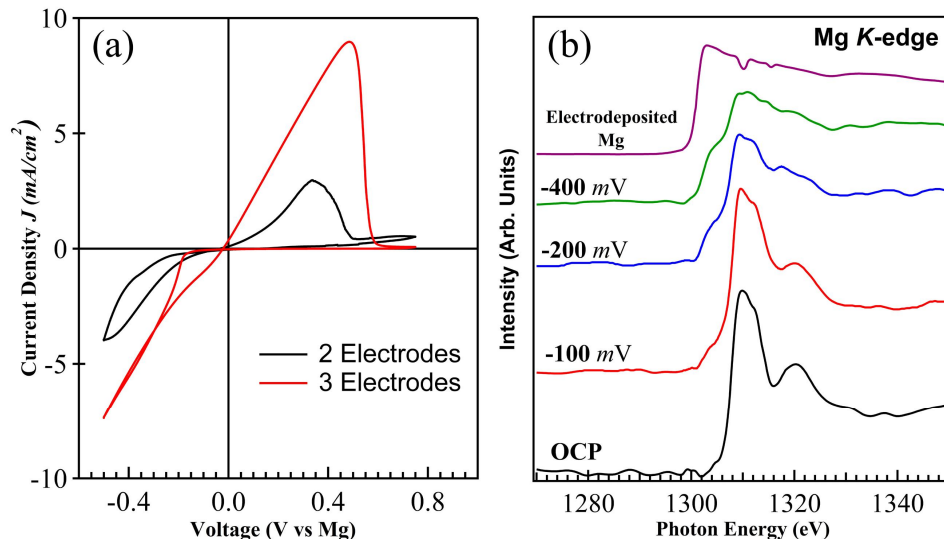 (a)
10
5
0
-5
-10
Current Density J (mA/cm²)
2 Electrodes
3 Electrodes
-0.4 0.0 0.4 0.8
Voltage (V vs Mg)
(b)
Mg K-edge
Electrodeposited
Mg
-400 mV
-200 mV
-100 mV
OCP
Intensity (Arb. Units)
1280 1300 1320 1340
Photon Energy (eV)